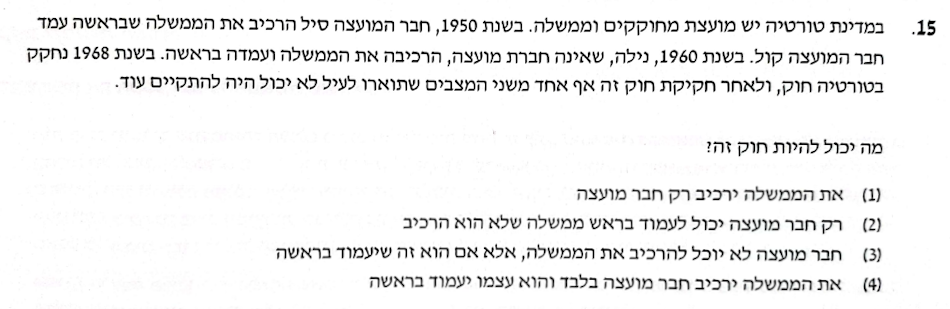 15. במדינת טורטיה יש מועצת מחוקקים וממשלה. בשנת 1950, חבר המועצה סיל הרכיב את הממשלה שבראשה עמד
חבר המועצה קול. בשנת 1960, נילה, שאינה חברת מועצה, הרכיבה את הממשלה ועמדה בראשה. בשנת 1968 נחקק
בטורטיה חוק, ולאחר חקיקת חוק זה אף אחד משני המצבים שתוארו לעיל לא יכול היה להתקיים עוד.
מה יכול להיות חוק זה?
(1) את הממשלה ירכיב רק חבר מועצה
(2) רק חבר מועצה יכול לעמוד בראש ממשלה שלא הוא הרכיב
(3) חבר מועצה לא יוכל להרכיב את הממשלה, אלא אם הוא זה שיעמוד בראשה
(4) את הממשלה ירכיב חבר מועצה בלבד והוא עצמו יעמוד בראשה